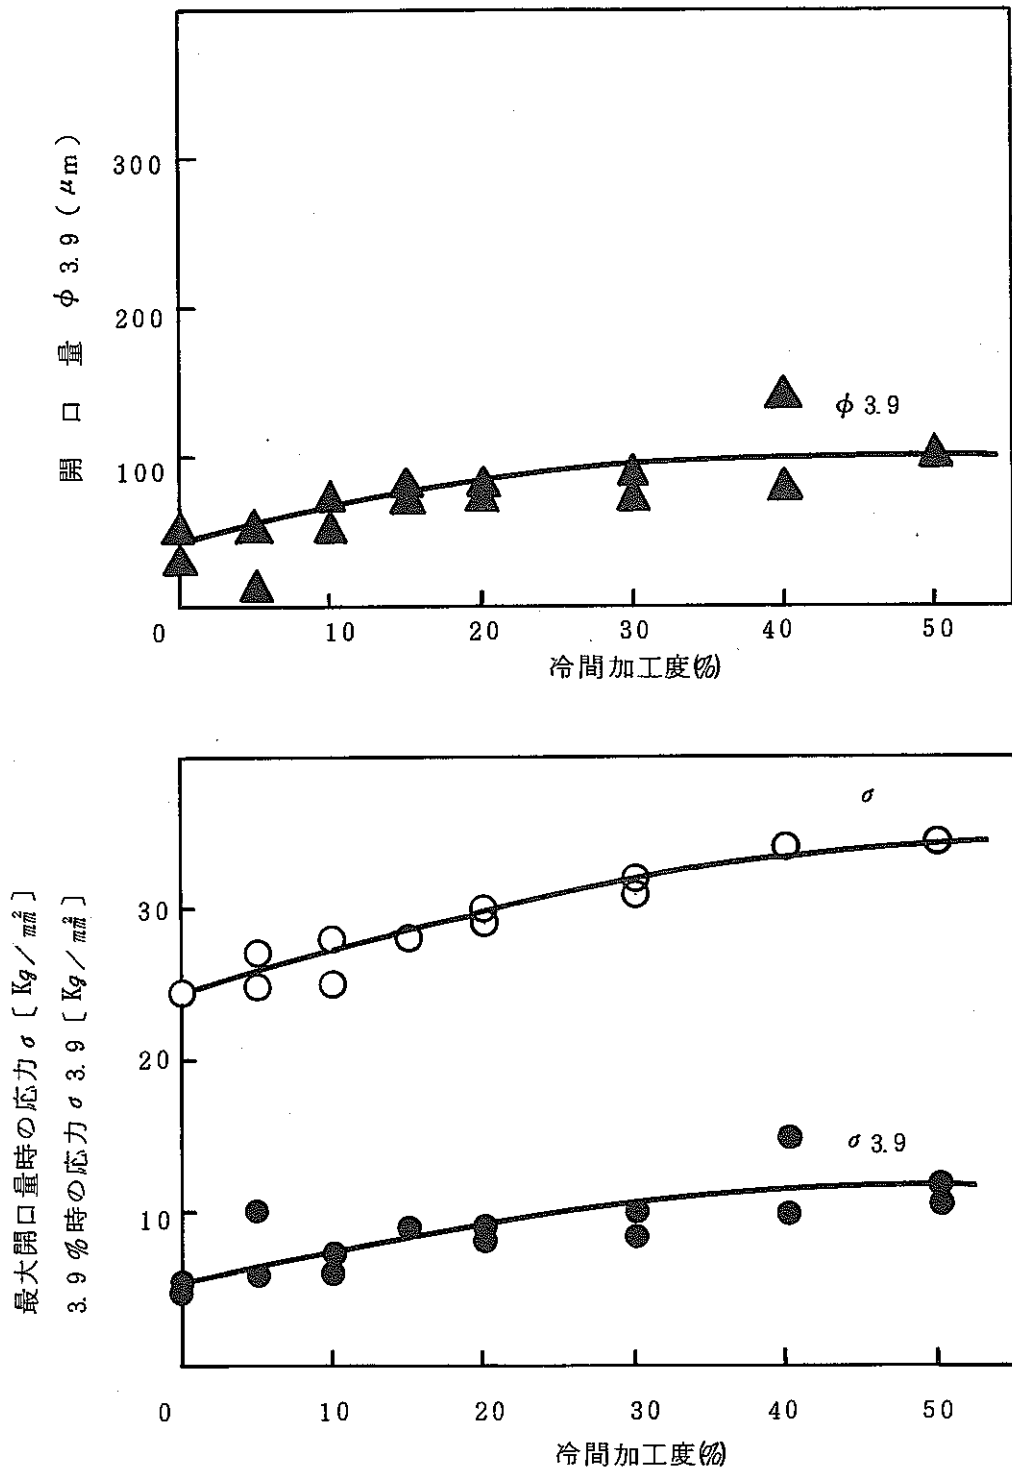 開口量 φ3.9(μm)
300
200
100
φ3.9
0 10 20 30 40 50
冷間加工度(%)
最大開口量時の応力σ〔Kg/mm²〕
3.9%時の応力σ3.9〔Kg/mm²〕
σ
30
20
σ3.9
10
0 10 20 30 40 50
冷間加工度(%)